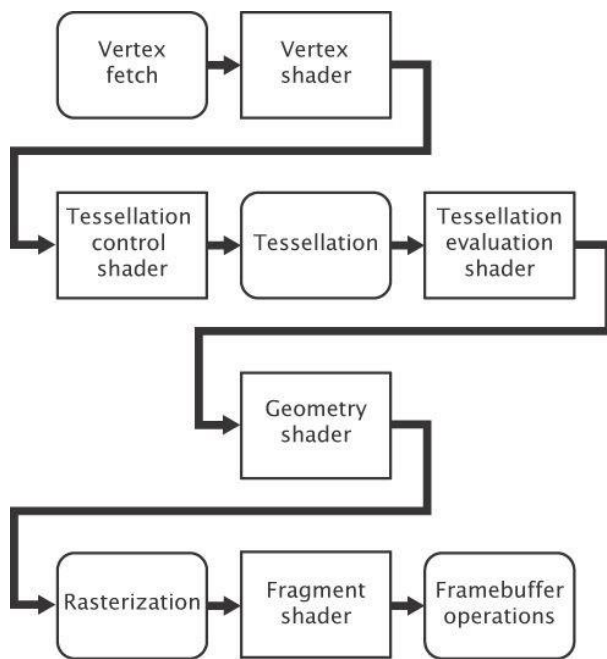 Vertex
fetch
Vertex
shader
Tessellation
control
shader
Tessellation
Tessellation
evaluation
shader
Geometry
shader
Rasterization
Fragment
shader
Framebuffer
operations